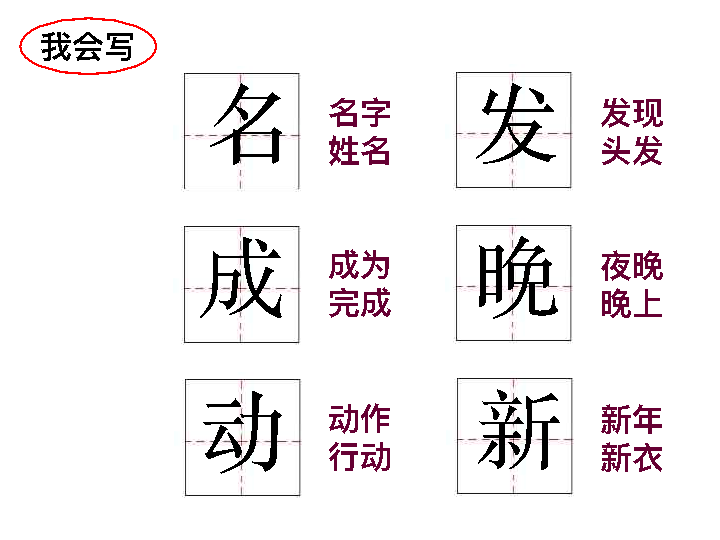 我会写
名
名字
姓名
发
发现
头发
成
成为
完成
晚
夜晚
晚上
动
动作
行动
新
新年
新衣